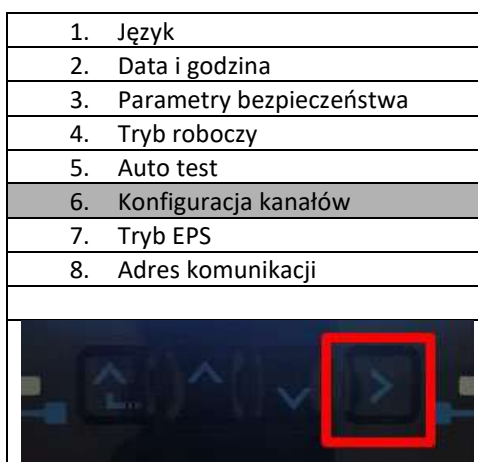 1. Język
2. Data i godzina
3. Parametry bezpieczeństwa
4. Tryb roboczy
5. Auto test
6. Konfiguracja kanałów
7. Tryb EPS
8. Adres komunikacji